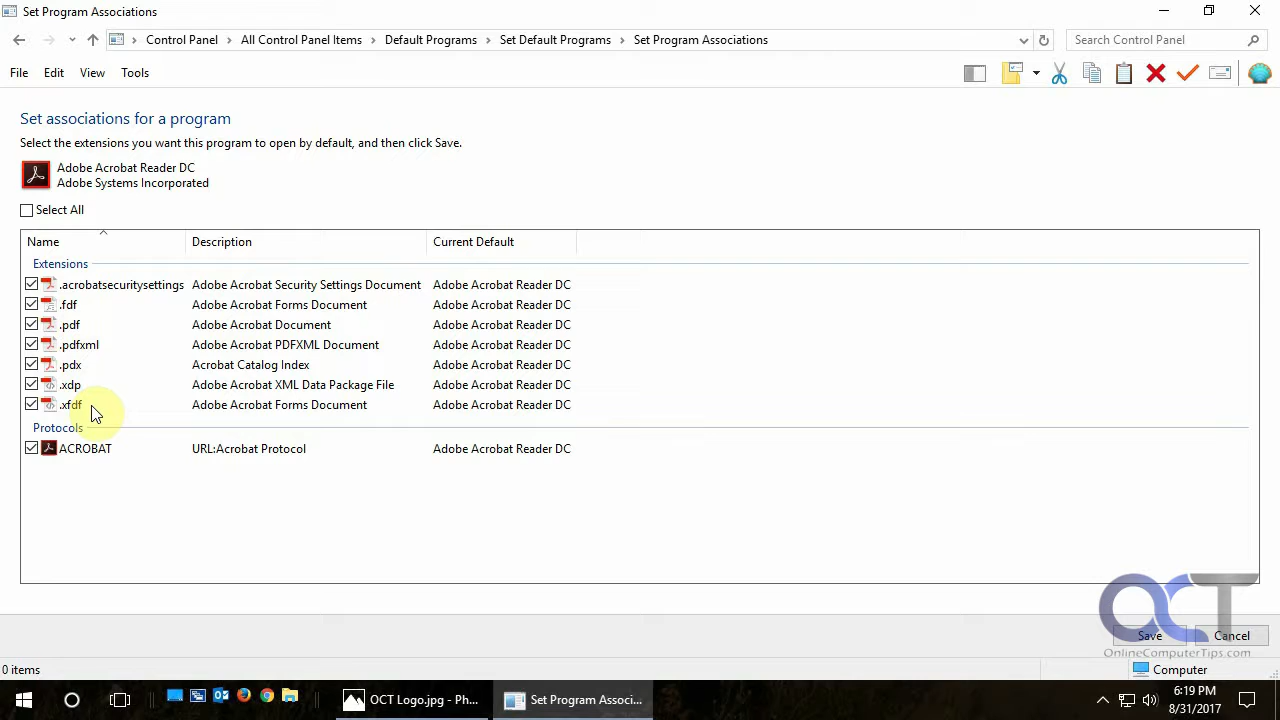 Set Program Associations
Control Panel > All Control Panel Items > Default Programs > Set Default Programs > Set Program Associations
Search Control Panel
File Edit View Tools
Set associations for a program
Select the extensions you want this program to open by default, and then click Save.
Adobe Acrobat Reader DC
Adobe Systems Incorporated
Select All
Name Description Current Default
Extensions
.acrobatsecuritysettings Adobe Acrobat Security Settings Document Adobe Acrobat Reader DC
.fdf Adobe Acrobat Forms Document Adobe Acrobat Reader DC
.pdf Adobe Acrobat Document Adobe Acrobat Reader DC
.pdfxml Adobe Acrobat PDFXML Document Adobe Acrobat Reader DC
.pdx Acrobat Catalog Index Adobe Acrobat Reader DC
.xdp Adobe Acrobat XML Data Package File Adobe Acrobat Reader DC
.xfdf Adobe Acrobat Forms Document Adobe Acrobat Reader DC
Protocols
ACROBAT URL:Acrobat Protocol Adobe Acrobat Reader DC
OCT
Save Cancel
OnlineComputerTips.com
0 items
Computer
OCT Logo.jpg - Ph...
Set Program Associ...
6:19 PM
8/31/2017